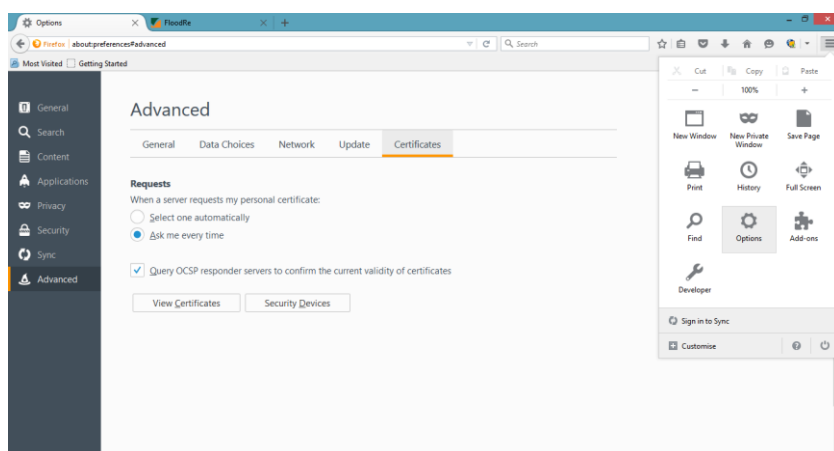 Options
FloodRe
Firefox about:preferences#advanced
Search
Most Visited Getting Started
General
Search
Content
Applications
Privacy
Security
Sync
Advanced
Advanced
General Data Choices Network Update Certificates
Requests
When a server requests my personal certificate:
Select one automatically
Ask me every time
Query OCSP responder servers to confirm the current validity of certificates
View Certificates Security Devices
Cut Copy Paste
− 100% +
New Window New Private Window Save Page
Print History Full Screen
Find Options Add-ons
Developer
Sign in to Sync
Customise